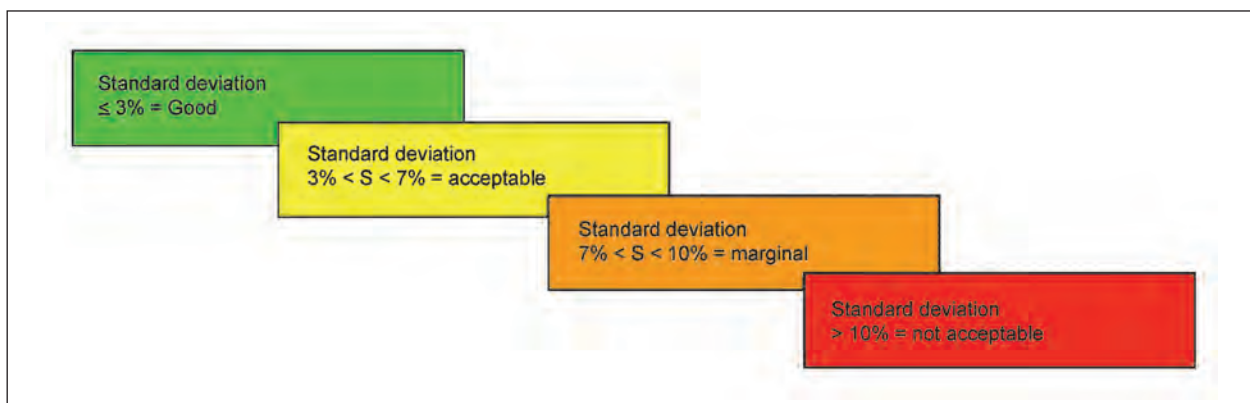 Standard deviation
≤ 3% = Good
Standard deviation
3% < S < 7% = acceptable
Standard deviation
7% < S < 10% = marginal
Standard deviation
> 10% = not acceptable